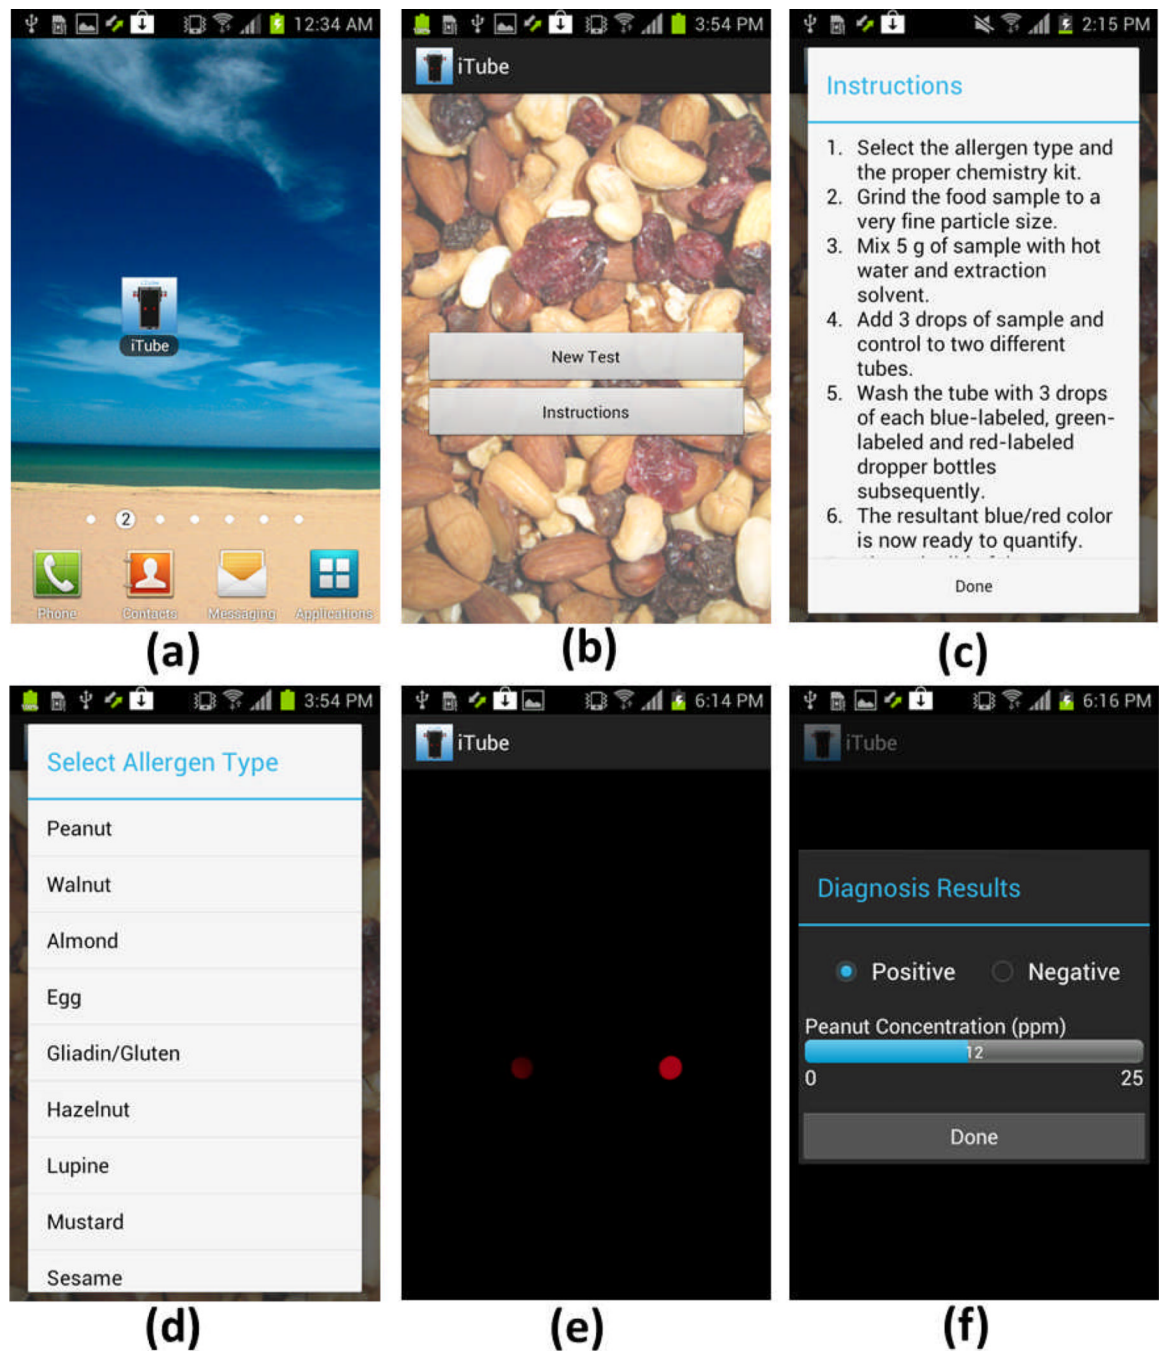 12:34 AM
iTube
iTube
2
Phone
Contacts
Messaging
Applications
(a)
3:54 PM
iTube
New Test
Instructions
(b)
2:15 PM
Instructions
1. Select the allergen type and
the proper chemistry kit.
2. Grind the food sample to a
very fine particle size.
3. Mix 5 g of sample with hot
water and extraction
solvent.
4. Add 3 drops of sample and
control to two different
tubes.
5. Wash the tube with 3 drops
of each blue-labeled, green-
labeled and red-labeled
dropper bottles
subsequently.
6. The resultant blue/red color
is now ready to quantify.
Done
(c)
3:54 PM
Select Allergen Type
Peanut
Walnut
Almond
Egg
Gliadin/Gluten
Hazelnut
Lupine
Mustard
Sesame
(d)
6:14 PM
iTube
(e)
6:16 PM
iTube
Diagnosis Results
Positive Negative
Peanut Concentration (ppm)
12
0 25
Done
(f)